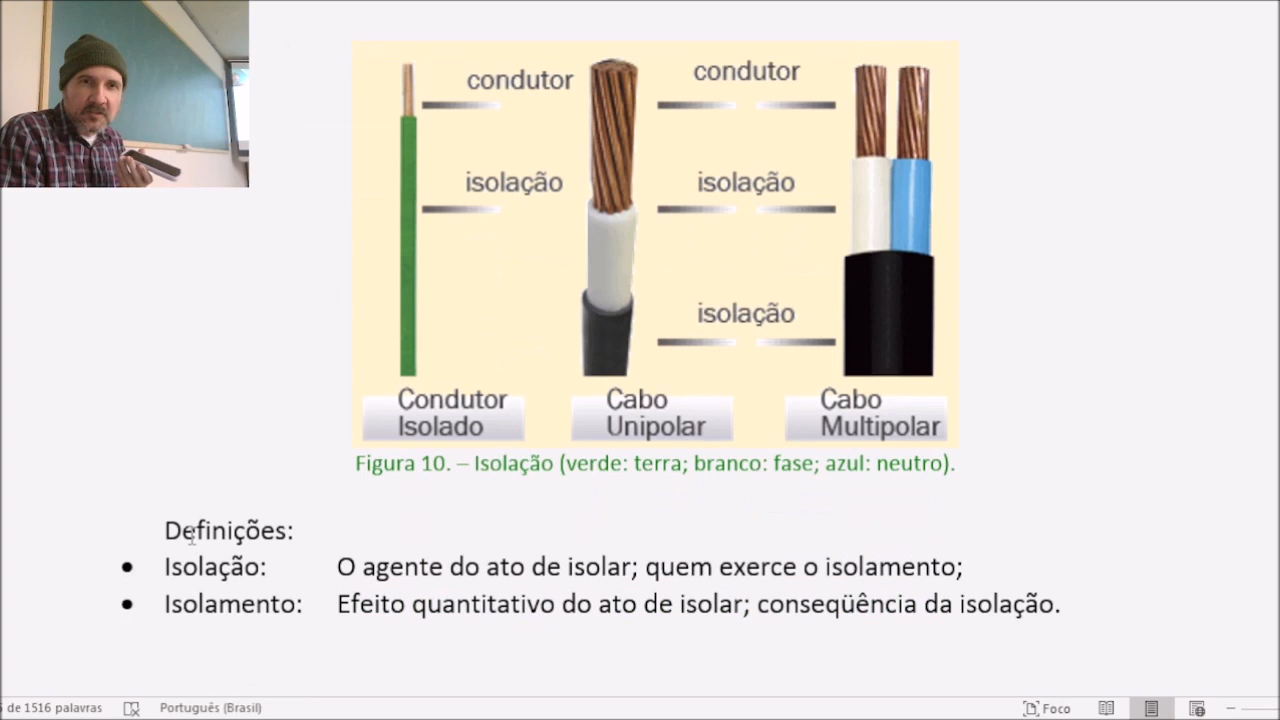 condutor
condutor
isolação
isolação
isolação
Condutor
Isolado
Cabo
Unipolar
Cabo
Multipolar
Figura 10. – Isolação (verde: terra; branco: fase; azul: neutro).
Definições:
• Isolação: O agente do ato de isolar; quem exerce o isolamento;
• Isolamento: Efeito quantitativo do ato de isolar; conseqüência da isolação.
de 1516 palavras Português (Brasil) Foco